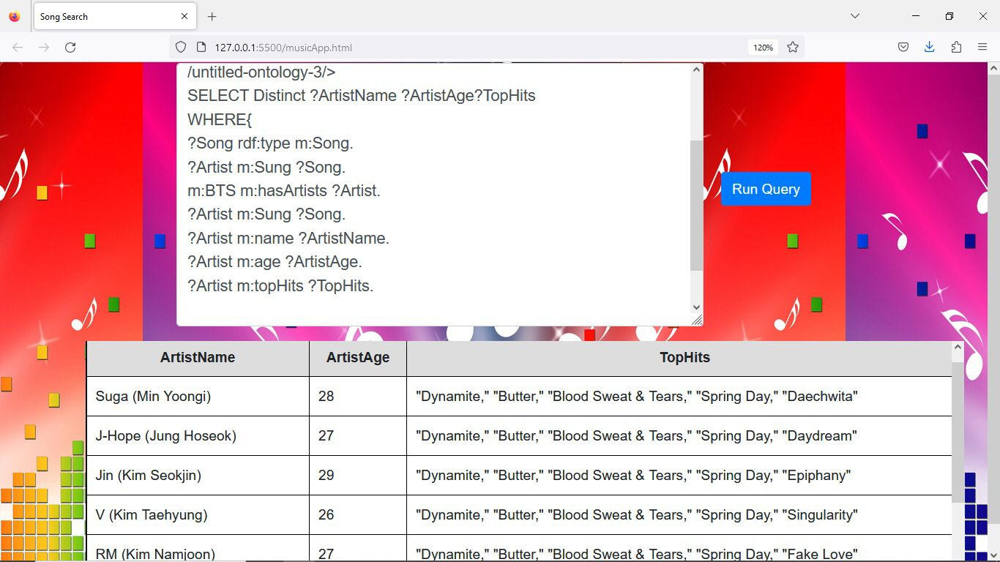 Song Search
127.0.0.1:5500/musicApp.html
120%
/untitled-ontology-3/>
SELECT Distinct ?ArtistName ?ArtistAge?TopHits
WHERE{
?Song rdf:type m:Song.
?Artist m:Sung ?Song.
m:BTS m:hasArtists ?Artist.
?Artist m:Sung ?Song.
?Artist m:name ?ArtistName.
?Artist m:age ?ArtistAge.
?Artist m:topHits ?TopHits.
Run Query
ArtistName ArtistAge TopHits
Suga (Min Yoongi) 28 "Dynamite," "Butter," "Blood Sweat & Tears," "Spring Day," "Daechwita"
J-Hope (Jung Hoseok) 27 "Dynamite," "Butter," "Blood Sweat & Tears," "Spring Day," "Daydream"
Jin (Kim Seokjin) 29 "Dynamite," "Butter," "Blood Sweat & Tears," "Spring Day," "Epiphany"
V (Kim Taehyung) 26 "Dynamite," "Butter," "Blood Sweat & Tears," "Spring Day," "Singularity"
RM (Kim Namjoon) 27 "Dynamite," "Butter," "Blood Sweat & Tears," "Spring Day," "Fake Love"